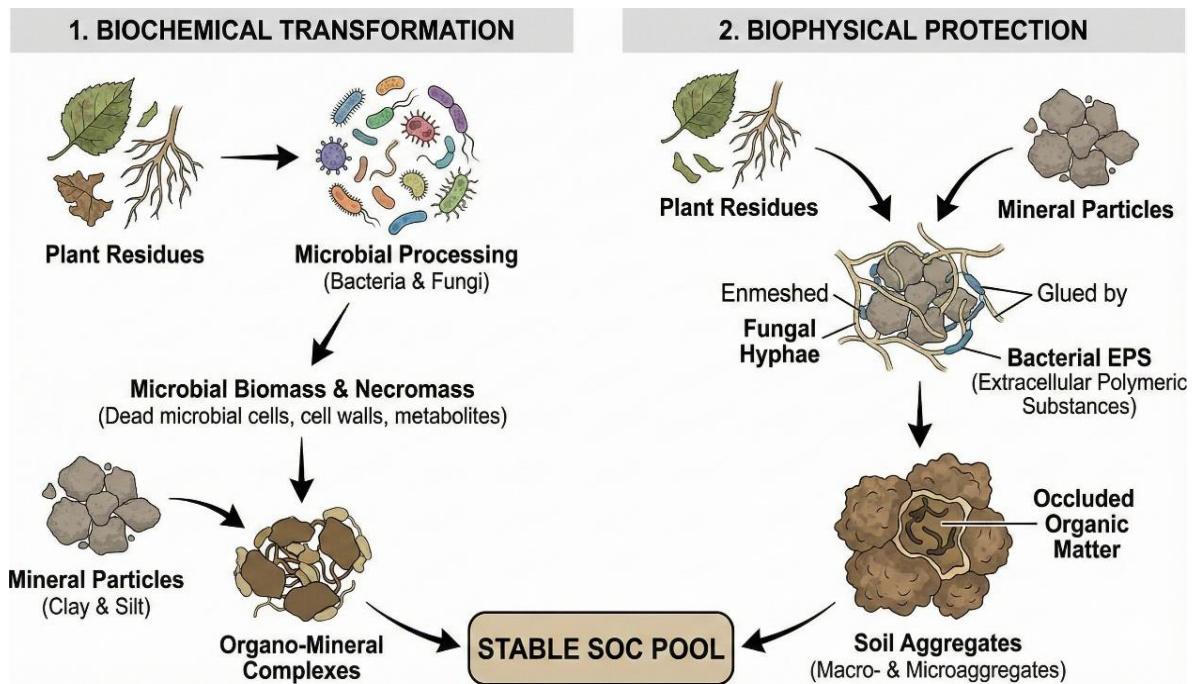 1. BIOCHEMICAL TRANSFORMATION
Plant Residues
Microbial Processing
(Bacteria & Fungi)
Microbial Biomass & Necromass
(Dead microbial cells, cell walls, metabolites)
Mineral Particles
(Clay & Silt)
Organo-Mineral
Complexes
2. BIOPHYSICAL PROTECTION
Plant Residues
Mineral Particles
Enmeshed
Fungal
Hyphae
Glued by
Bacterial EPS
(Extracellular Polymeric
Substances)
Occluded
Organic
Matter
Soil Aggregates
(Macro- & Microaggregates)
STABLE SOC POOL